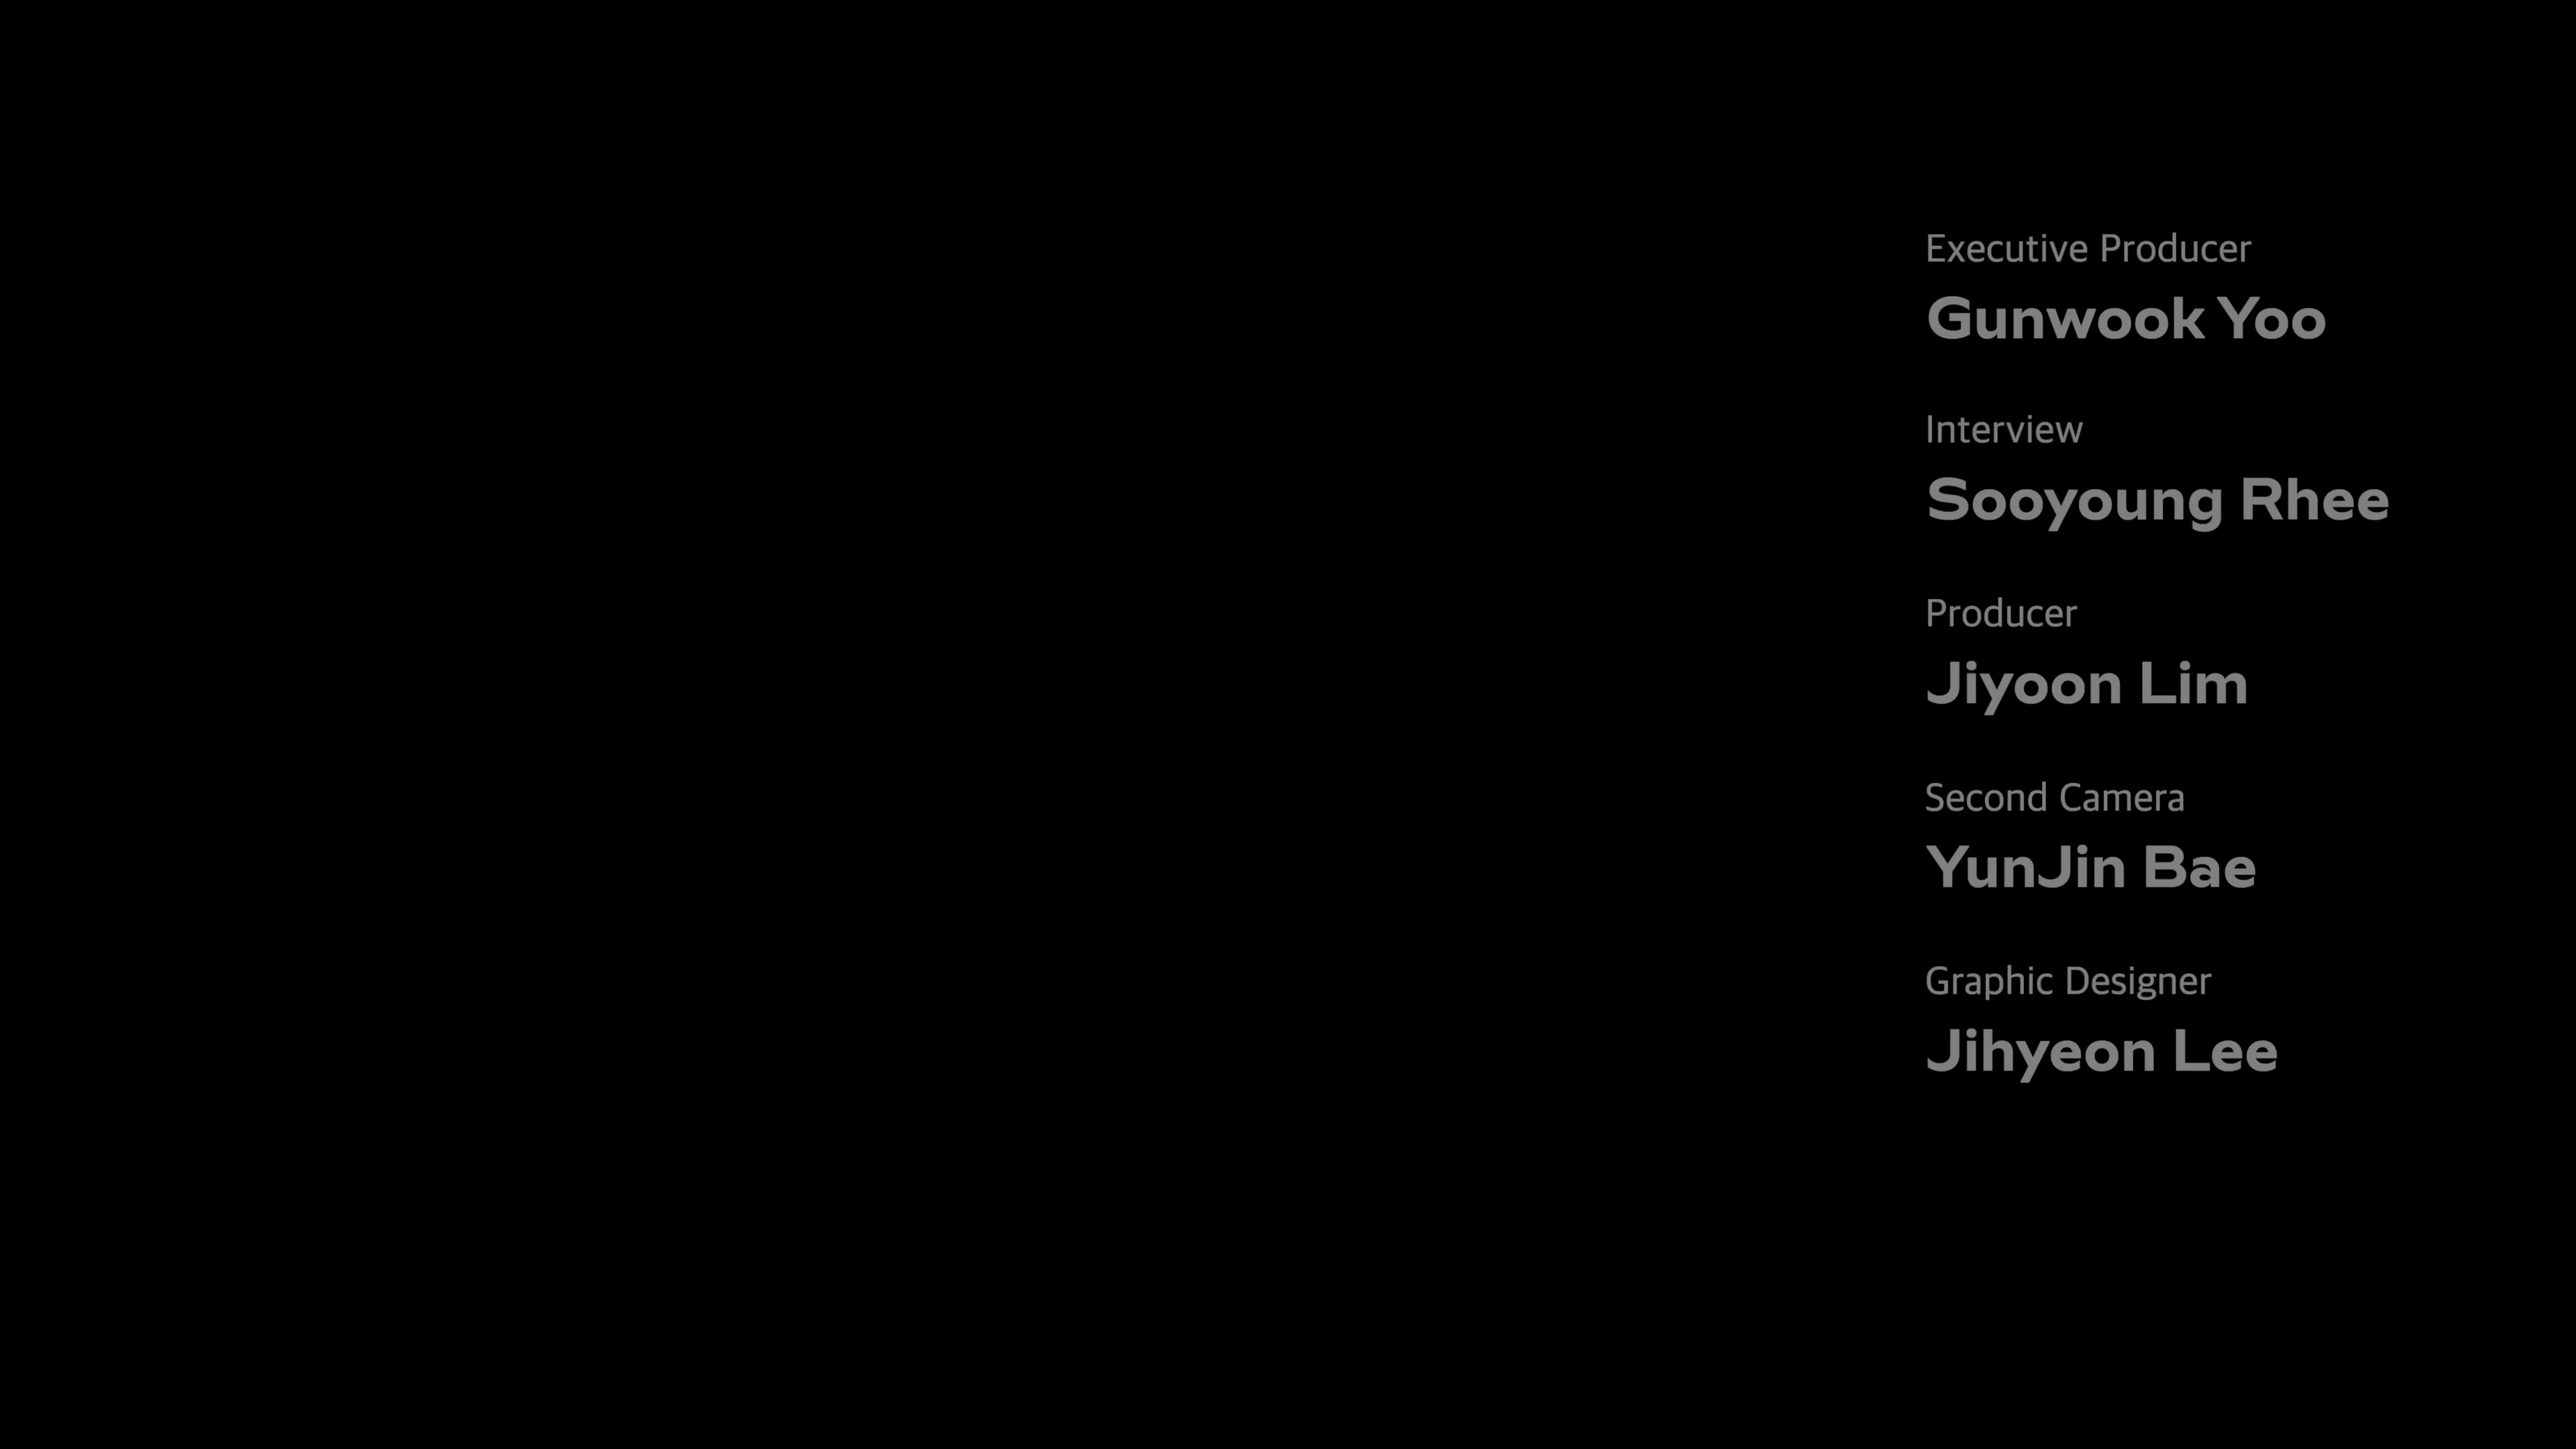 Executive Producer
Gunwook Yoo
Interview
Sooyoung Rhee
Producer
Jiyoon Lim
Second Camera
YunJin Bae
Graphic Designer
Jihyeon Lee